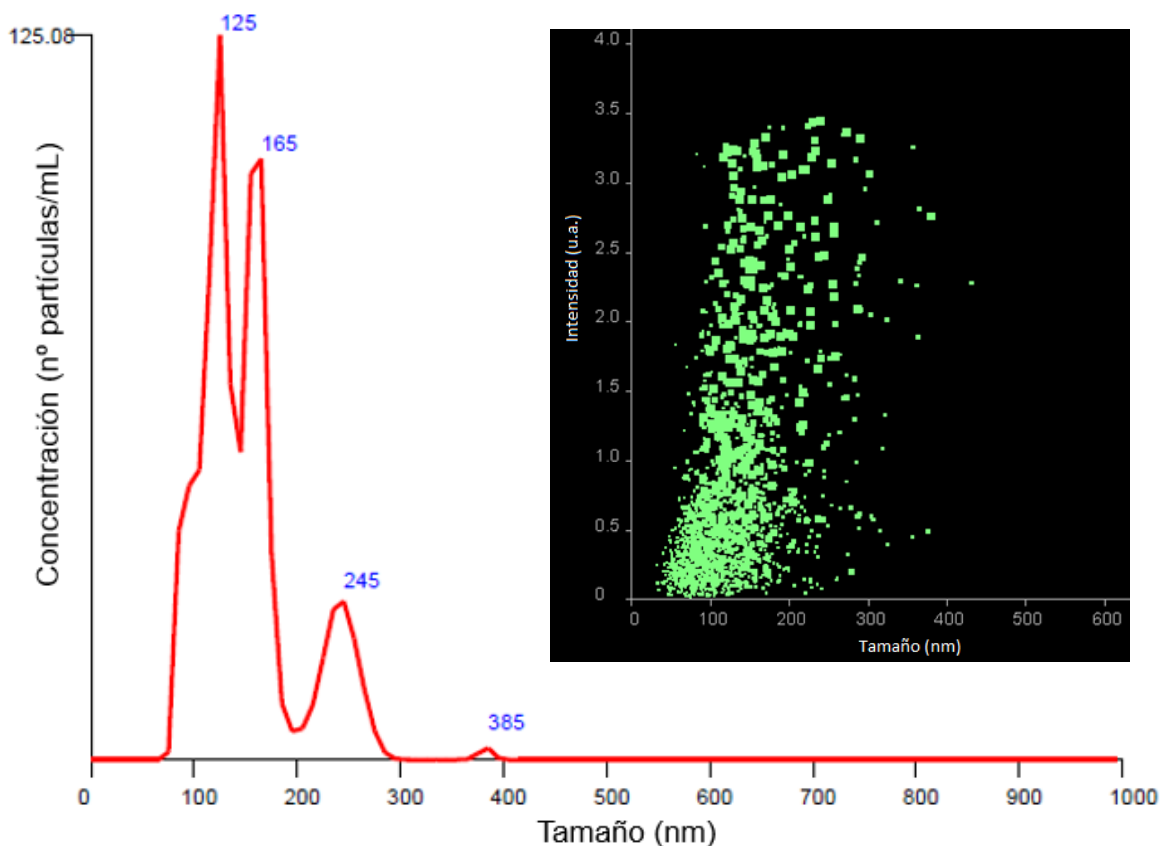 125.08
125
165
245
385
Concentración (nº partículas/mL)
0 100 200 300 400 500 600 700 800 900 1000
Tamaño (nm)
4.0
3.5
3.0
2.5
2.0
1.5
1.0
0.5
0
Intensidad (u.a.)
0 100 200 300 400 500 600
Tamaño (nm)